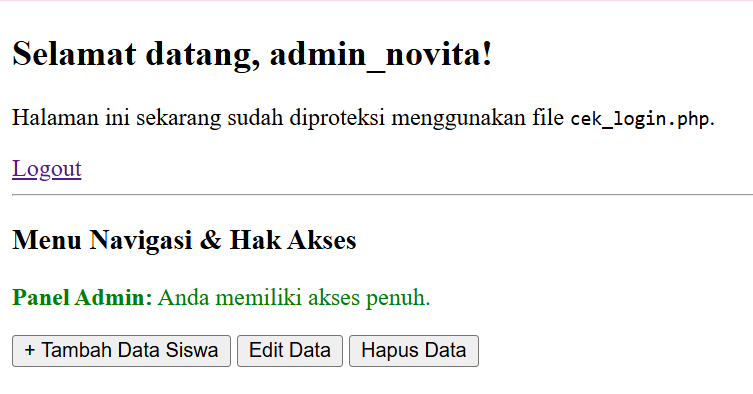 Selamat datang, admin_novita!
Halaman ini sekarang sudah diproteksi menggunakan file cek_login.php.
Logout
Menu Navigasi & Hak Akses
Panel Admin: Anda memiliki akses penuh.
+ Tambah Data Siswa Edit Data Hapus Data